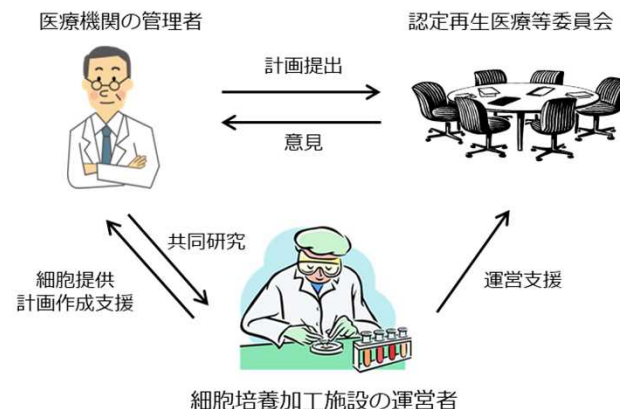 医療機関の管理者
認定再生医療等委員会
計画提出
意見
共同研究
細胞提供
計画作成支援
運営支援
細胞培養加工施設の運営者